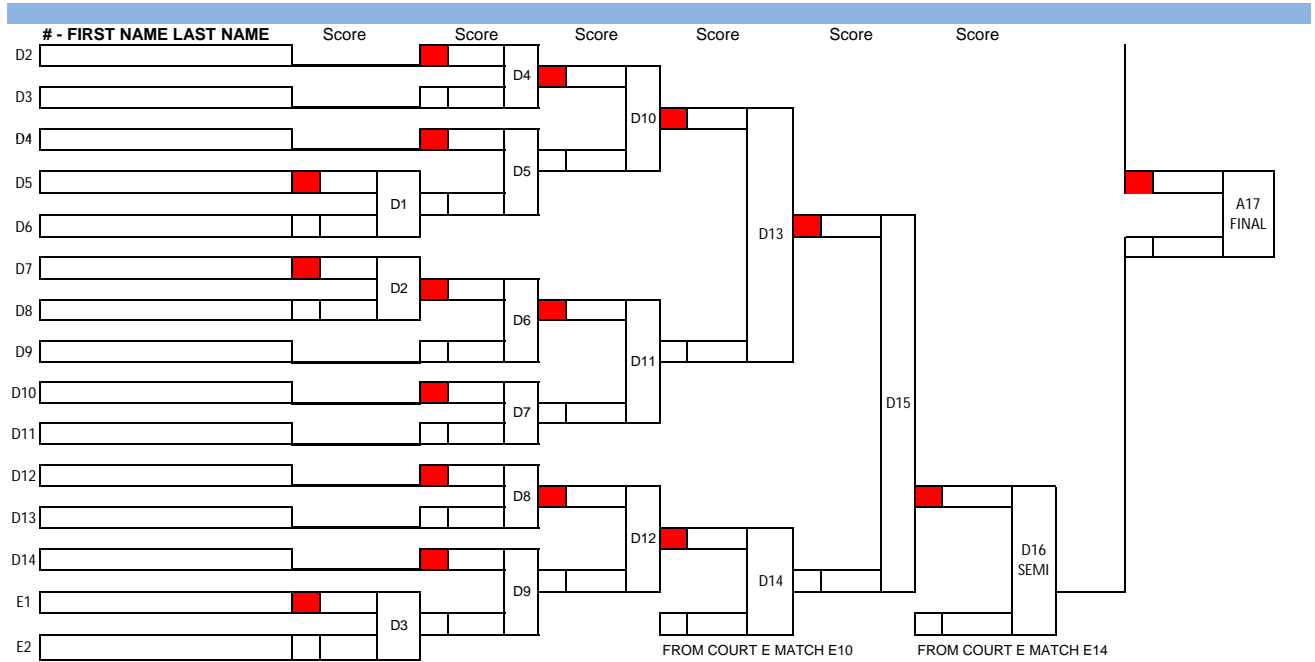 # - FIRST NAME LAST NAME Score Score Score Score Score Score
D2
D4
D3
D10
D4
D5
D5
D1
A17
FINAL
D6
D13
D7
D2
D8
D6
D9
D11
D10
D15
D7
D11
D12
D8
D13
D12
D16
SEMI
D14
D14
D9
E1
D3
E2
FROM COURT E MATCH E10 FROM COURT E MATCH E14